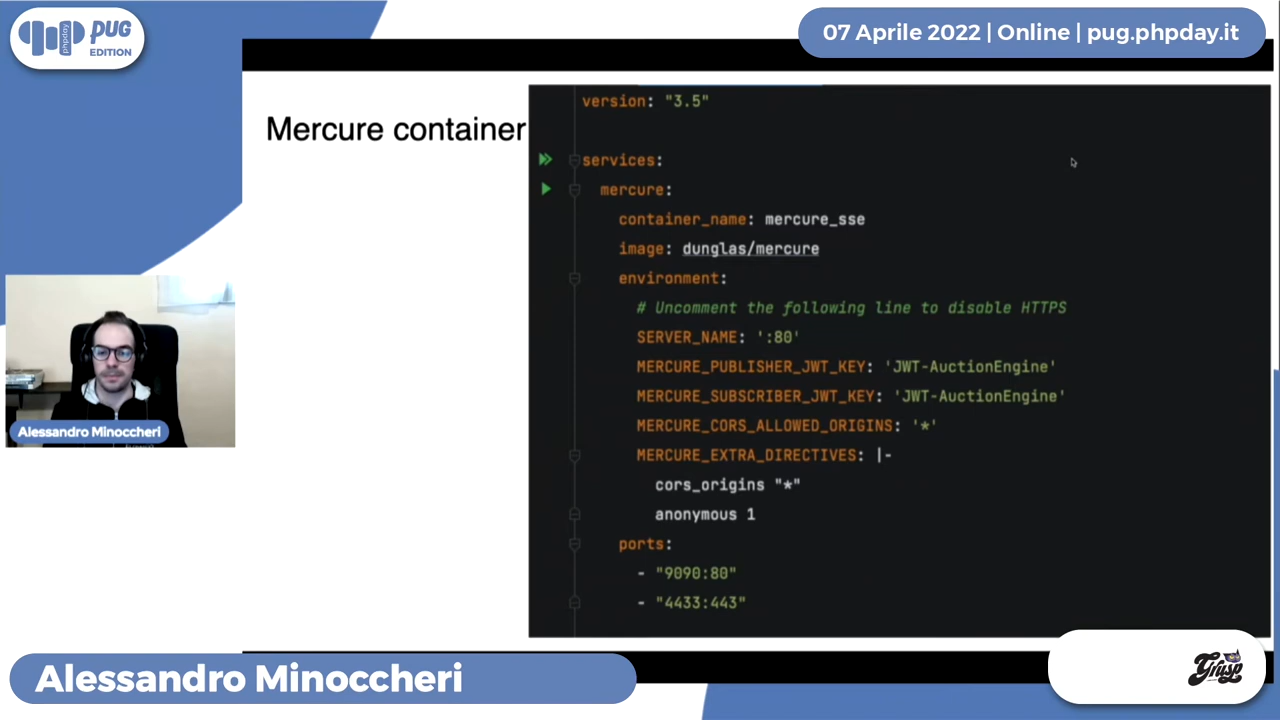 PUG
phpday
EDITION
07 Aprile 2022 | Online | pug.phpday.it
Mercure container
version: "3.5"
services:
mercure:
container_name: mercure_sse
image: dunglas/mercure
environment:
# Uncomment the following line to disable HTTPS
SERVER_NAME: ':80'
MERCURE_PUBLISHER_JWT_KEY: 'JWT-AuctionEngine'
MERCURE_SUBSCRIBER_JWT_KEY: 'JWT-AuctionEngine'
MERCURE_CORS_ALLOWED_ORIGINS: '*'
MERCURE_EXTRA_DIRECTIVES: |-
cors_origins "*"
anonymous 1
ports:
- "9090:80"
- "4433:443"
Alessandro Minoccheri
Alessandro Minoccheri
Grusp